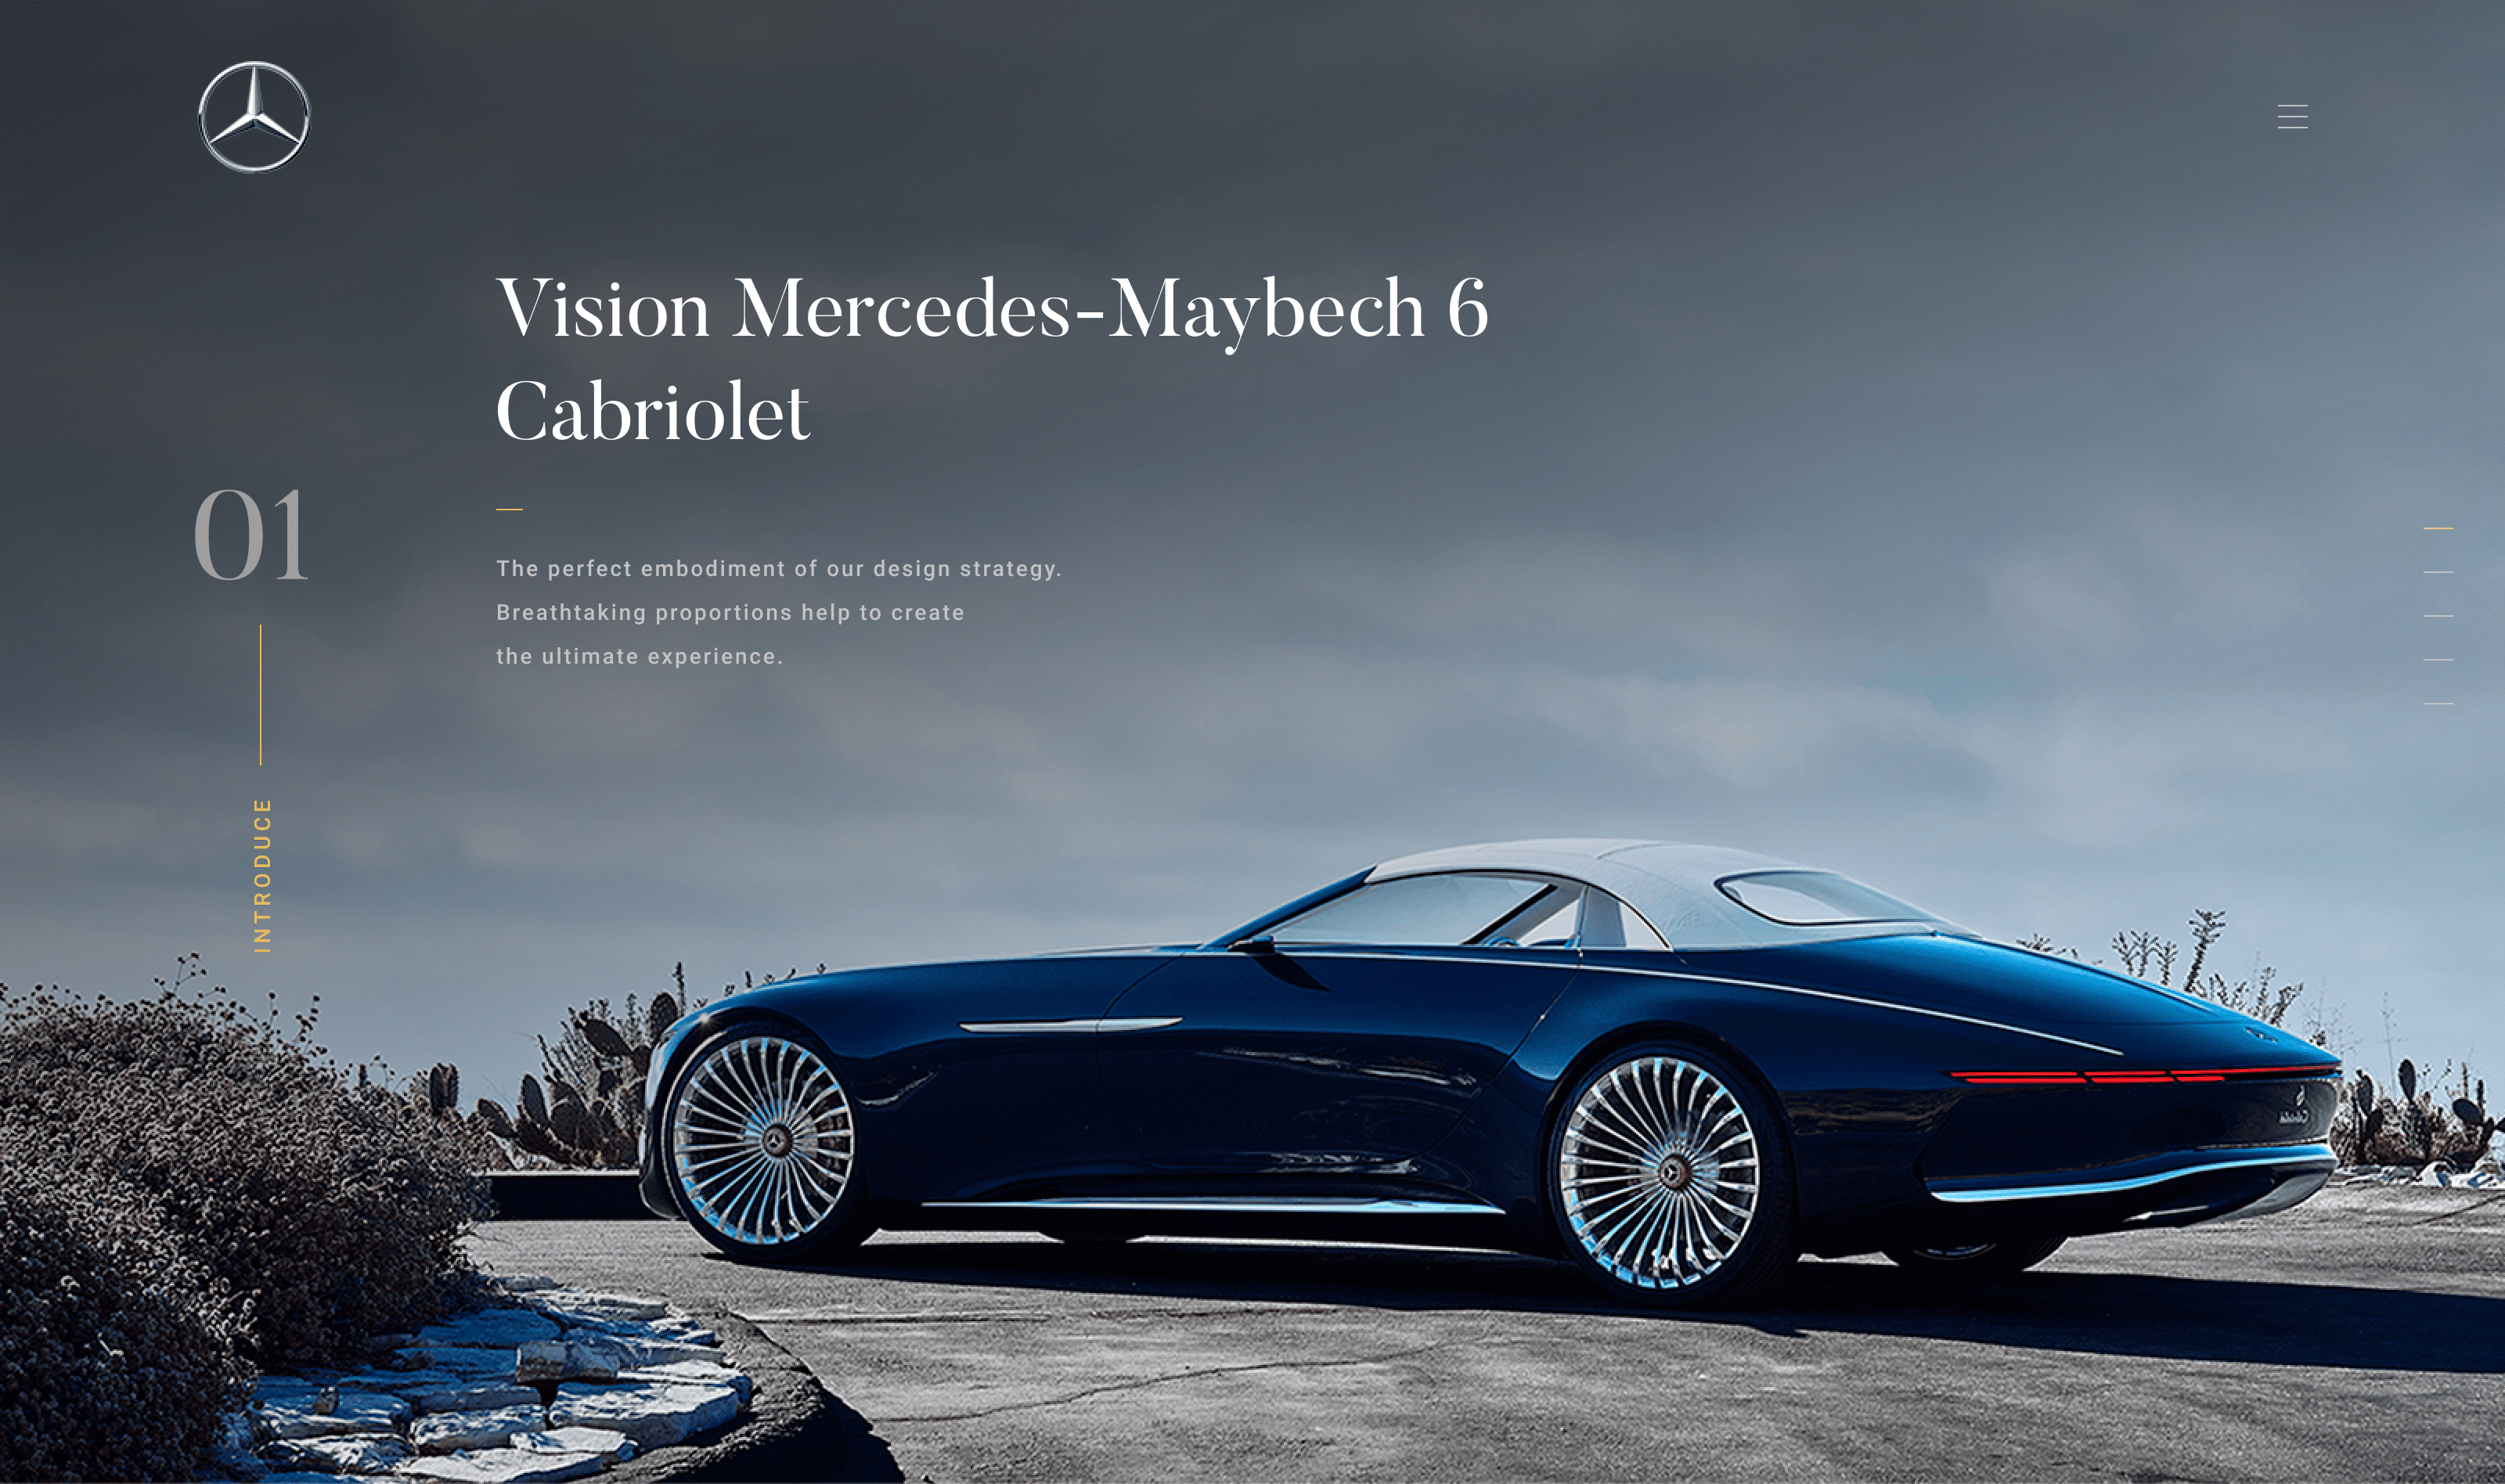 Vision Mercedes-Maybech 6
Cabriolet
01
The perfect embodiment of our design strategy.
Breathtaking proportions help to create
the ultimate experience.
INTRODUCE